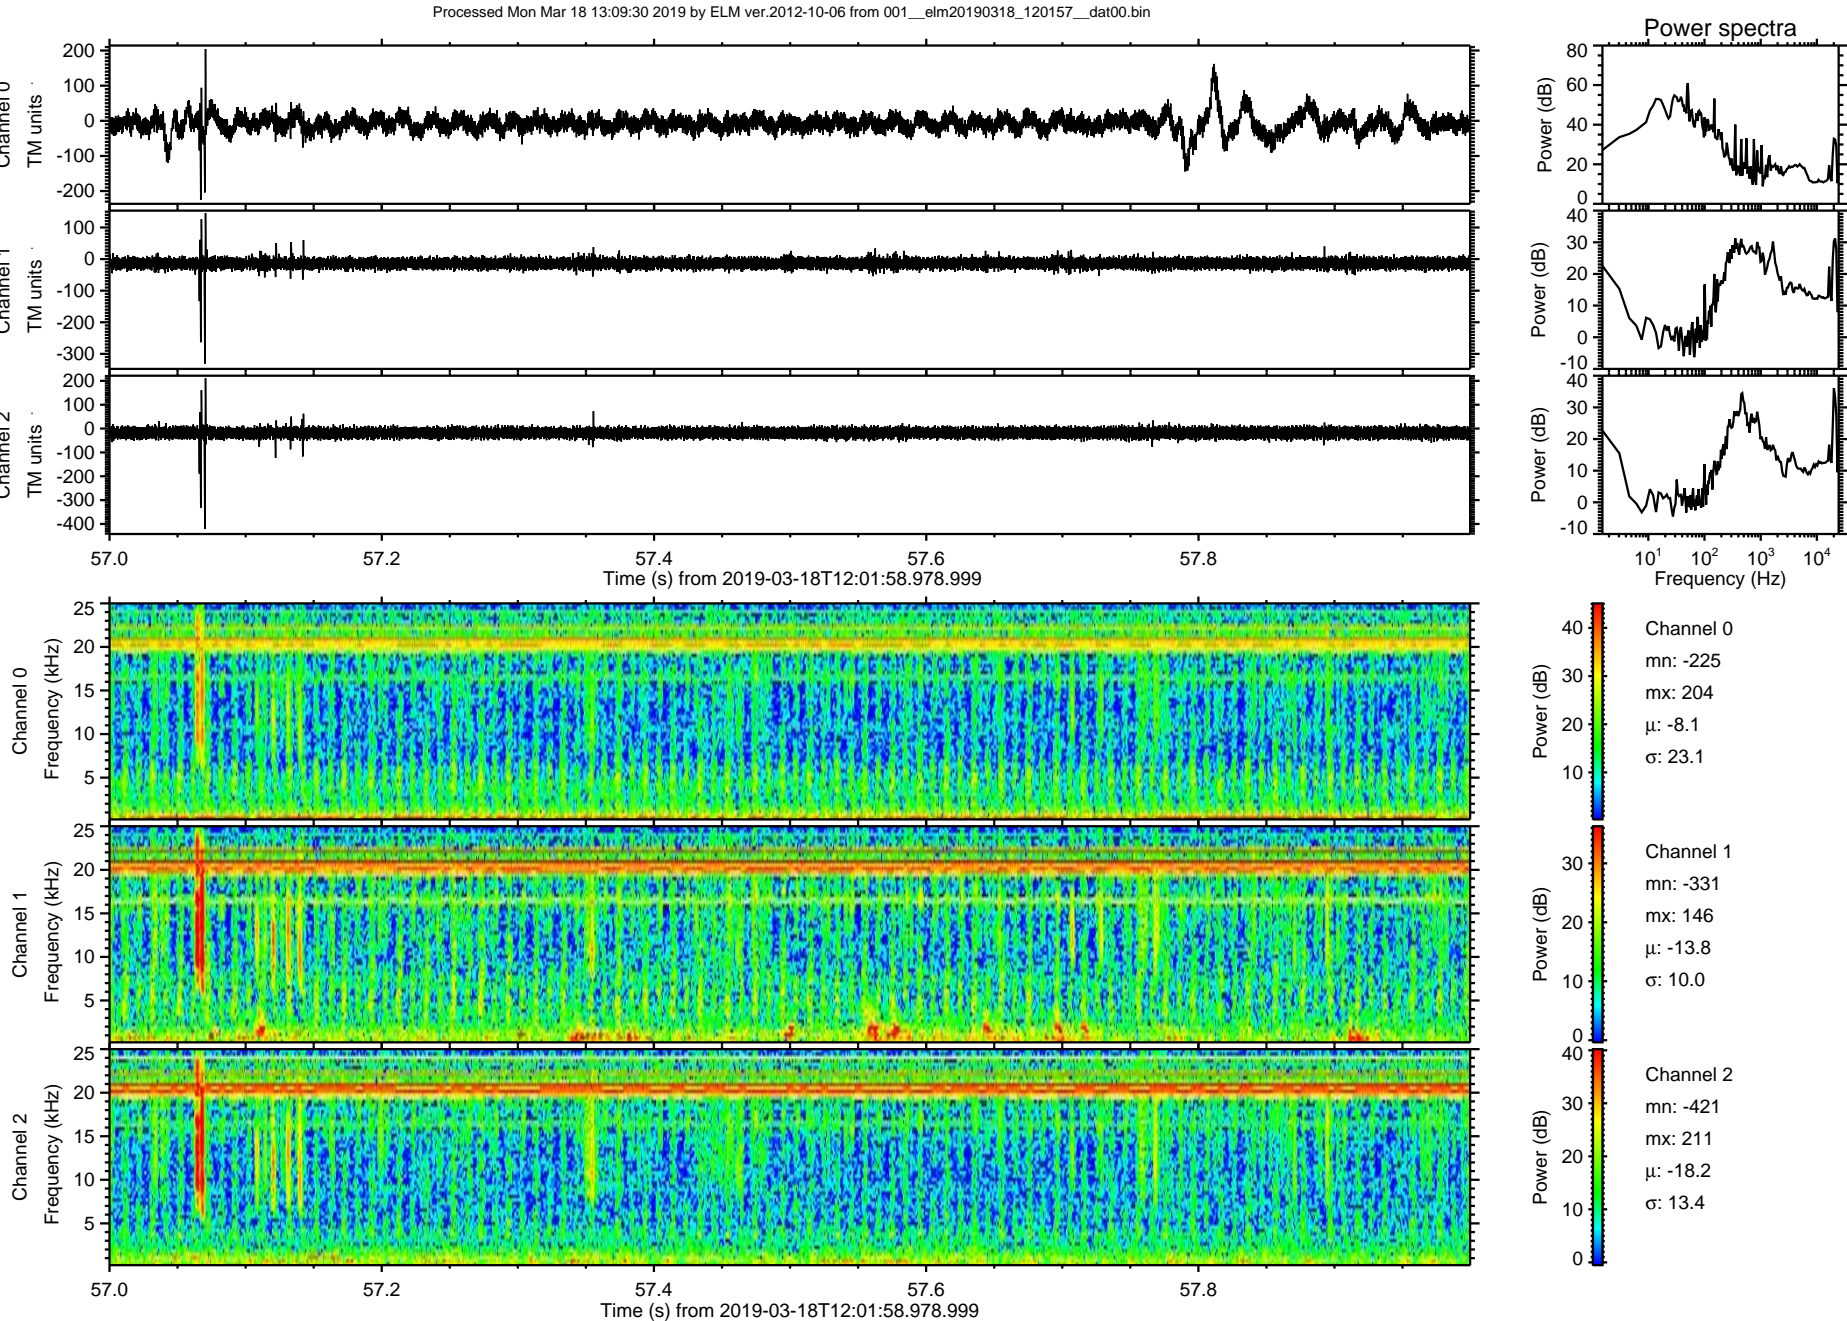 Processed Mon Mar 18 13:09:30 2019 by ELM ver.2012-10-06 from 001__elm20190318_120157__dat00.bin
Power spectra
Channel 0
TM units
200
100
0
-100
-200
Power (dB)
80
60
40
20
0
Channel 1
TM units
100
0
-100
-200
-300
Power (dB)
40
30
20
10
0
-10
Channel 2
TM units
200
100
0
-100
-200
-300
-400
Power (dB)
40
30
20
10
0
-10
57.0 57.2 57.4 57.6 57.8
Time (s) from 2019-03-18T12:01:58.978.999
10¹ 10² 10³ 10⁴
Frequency (Hz)
Channel 0
Frequency (kHz)
25
20
15
10
5
Power (dB)
40
30
20
10
Channel 0
mn: -225
mx: 204
μ: -8.1
σ: 23.1
Channel 1
Frequency (kHz)
25
20
15
10
5
Power (dB)
30
20
10
0
Channel 1
mn: -331
mx: 146
μ: -13.8
σ: 10.0
Channel 2
Frequency (kHz)
25
20
15
10
5
Power (dB)
40
30
20
10
0
Channel 2
mn: -421
mx: 211
μ: -18.2
σ: 13.4
57.0 57.2 57.4 57.6 57.8
Time (s) from 2019-03-18T12:01:58.978.999